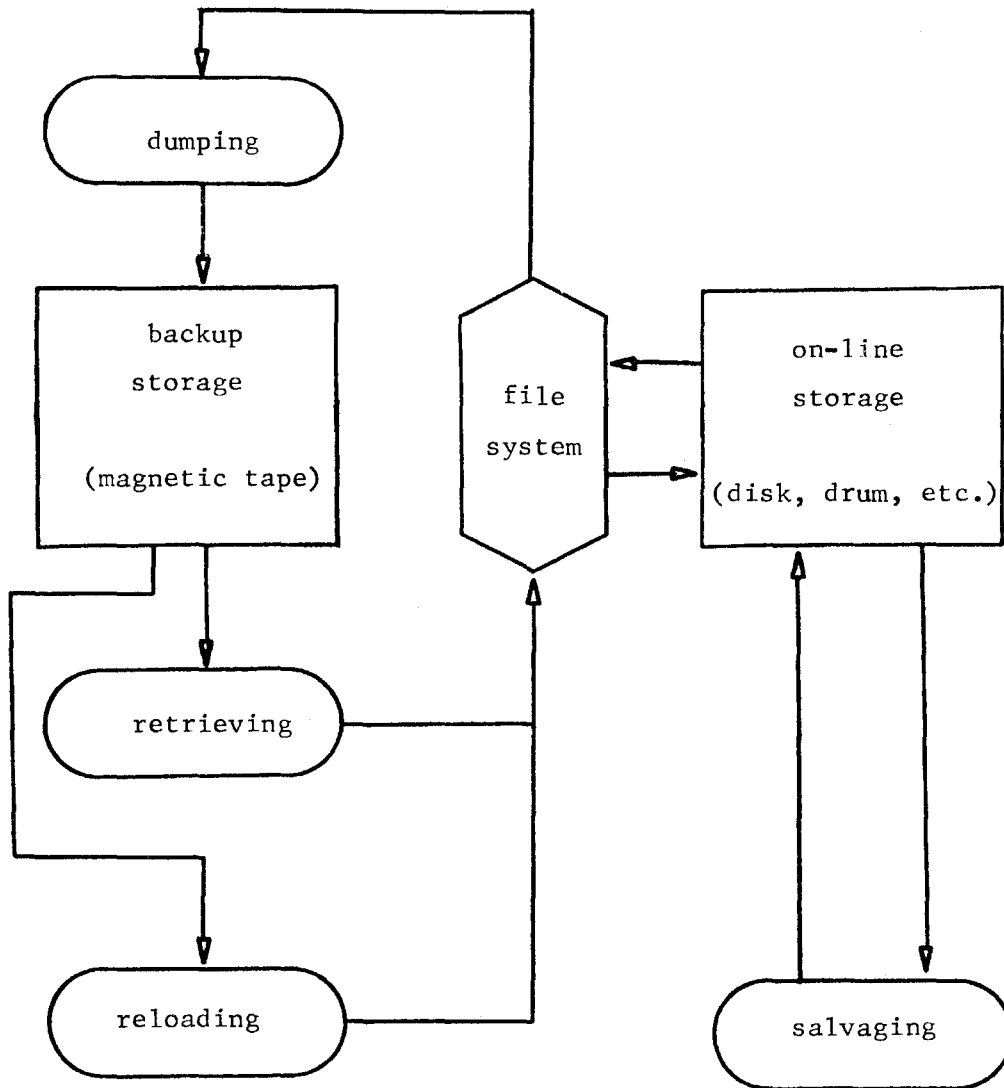 dumping
backup
storage
(magnetic tape)
file
system
on-line
storage
(disk, drum, etc.)
retrieving
reloading
salvaging